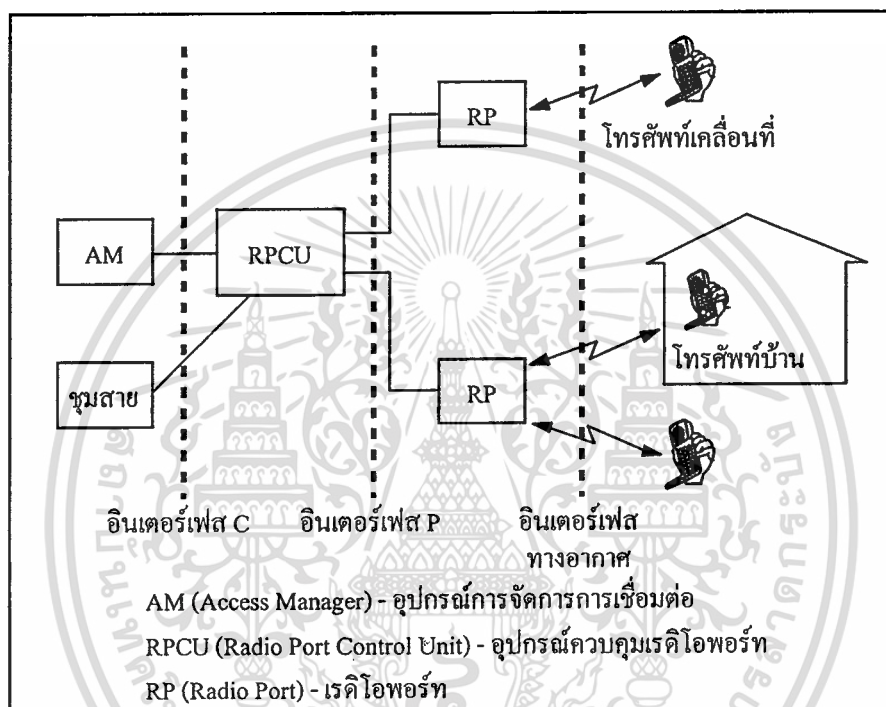 RP
โทรศัพท์เคลื่อนที่
AM
RPCU
ชุมสาย
RP
โทรศัพท์บ้าน
อินเตอร์เฟส C
อินเตอร์เฟส P
อินเตอร์เฟส
ทางอากาศ
AM (Access Manager) - อุปกรณ์การจัดการการเชื่อมต่อ
RPCU (Radio Port Control Unit) - อุปกรณ์ควบคุมเรดิโอพอร์ท
RP (Radio Port) - เรดิโอพอร์ท